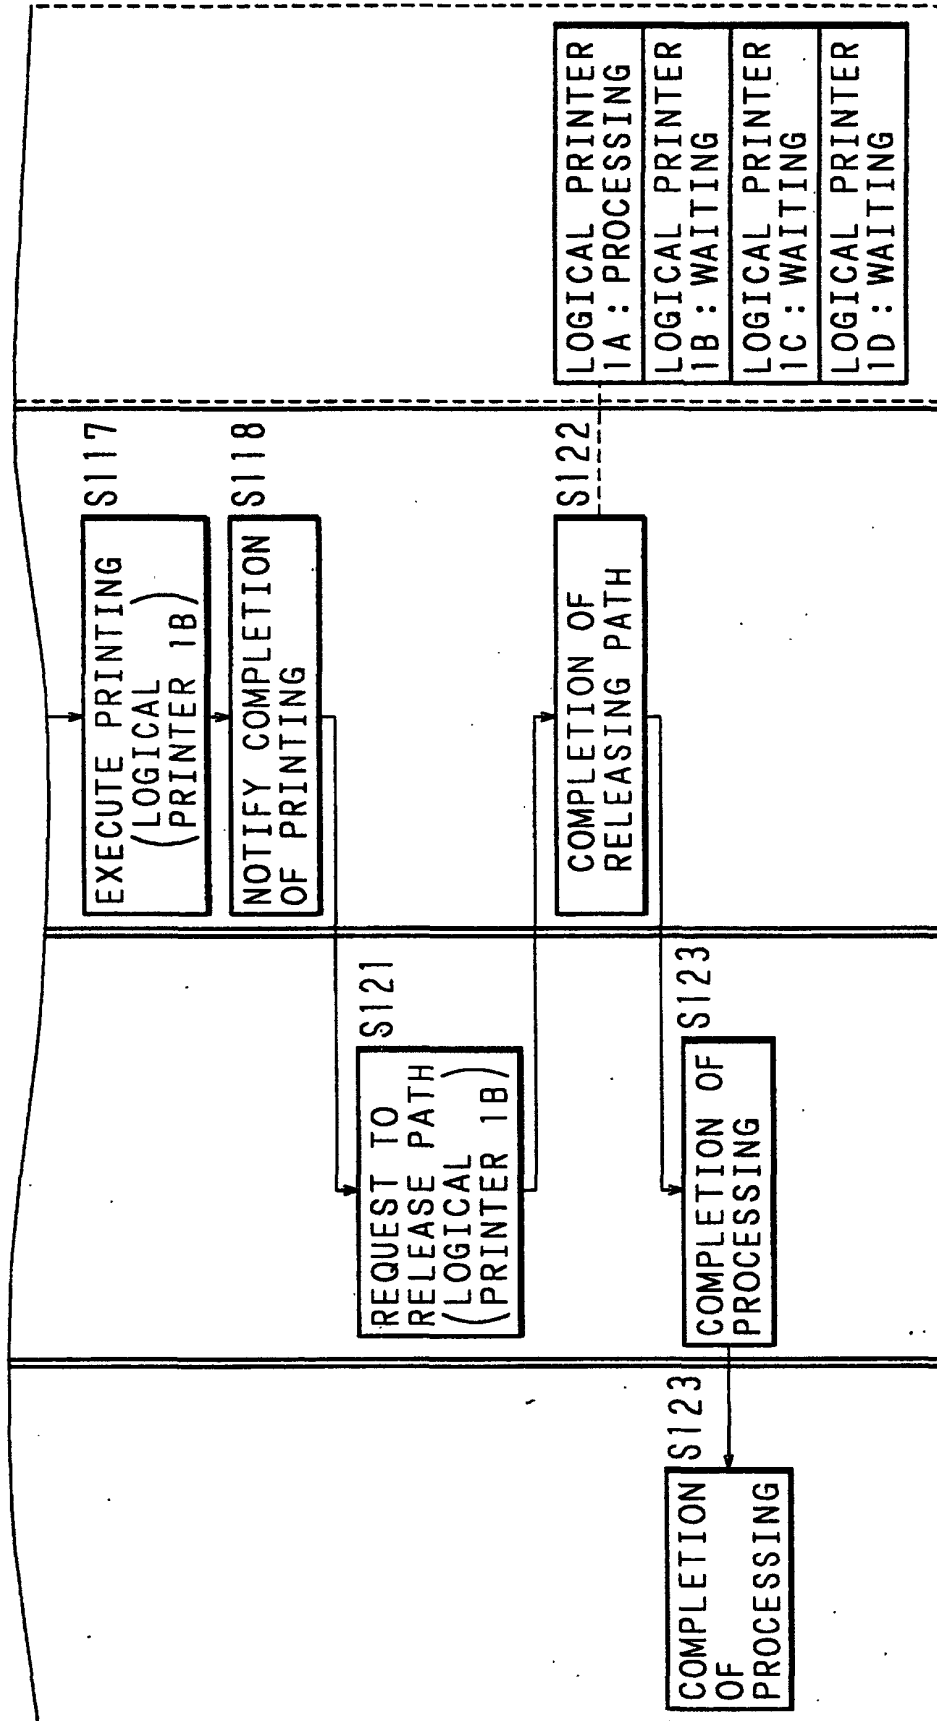 S117
EXECUTE PRINTING
(LOGICAL
PRINTER 1B)
S118
NOTIFY COMPLETION
OF PRINTING
S121
REQUEST TO
RELEASE PATH
(LOGICAL
PRINTER 1B)
S122
COMPLETION OF
RELEASING PATH
LOGICAL PRINTER
1A : PROCESSING
LOGICAL PRINTER
1B : WAITING
LOGICAL PRINTER
1C : WAITING
LOGICAL PRINTER
1D : WAITING
S123
COMPLETION OF
PROCESSING
S123
COMPLETION
OF
PROCESSING